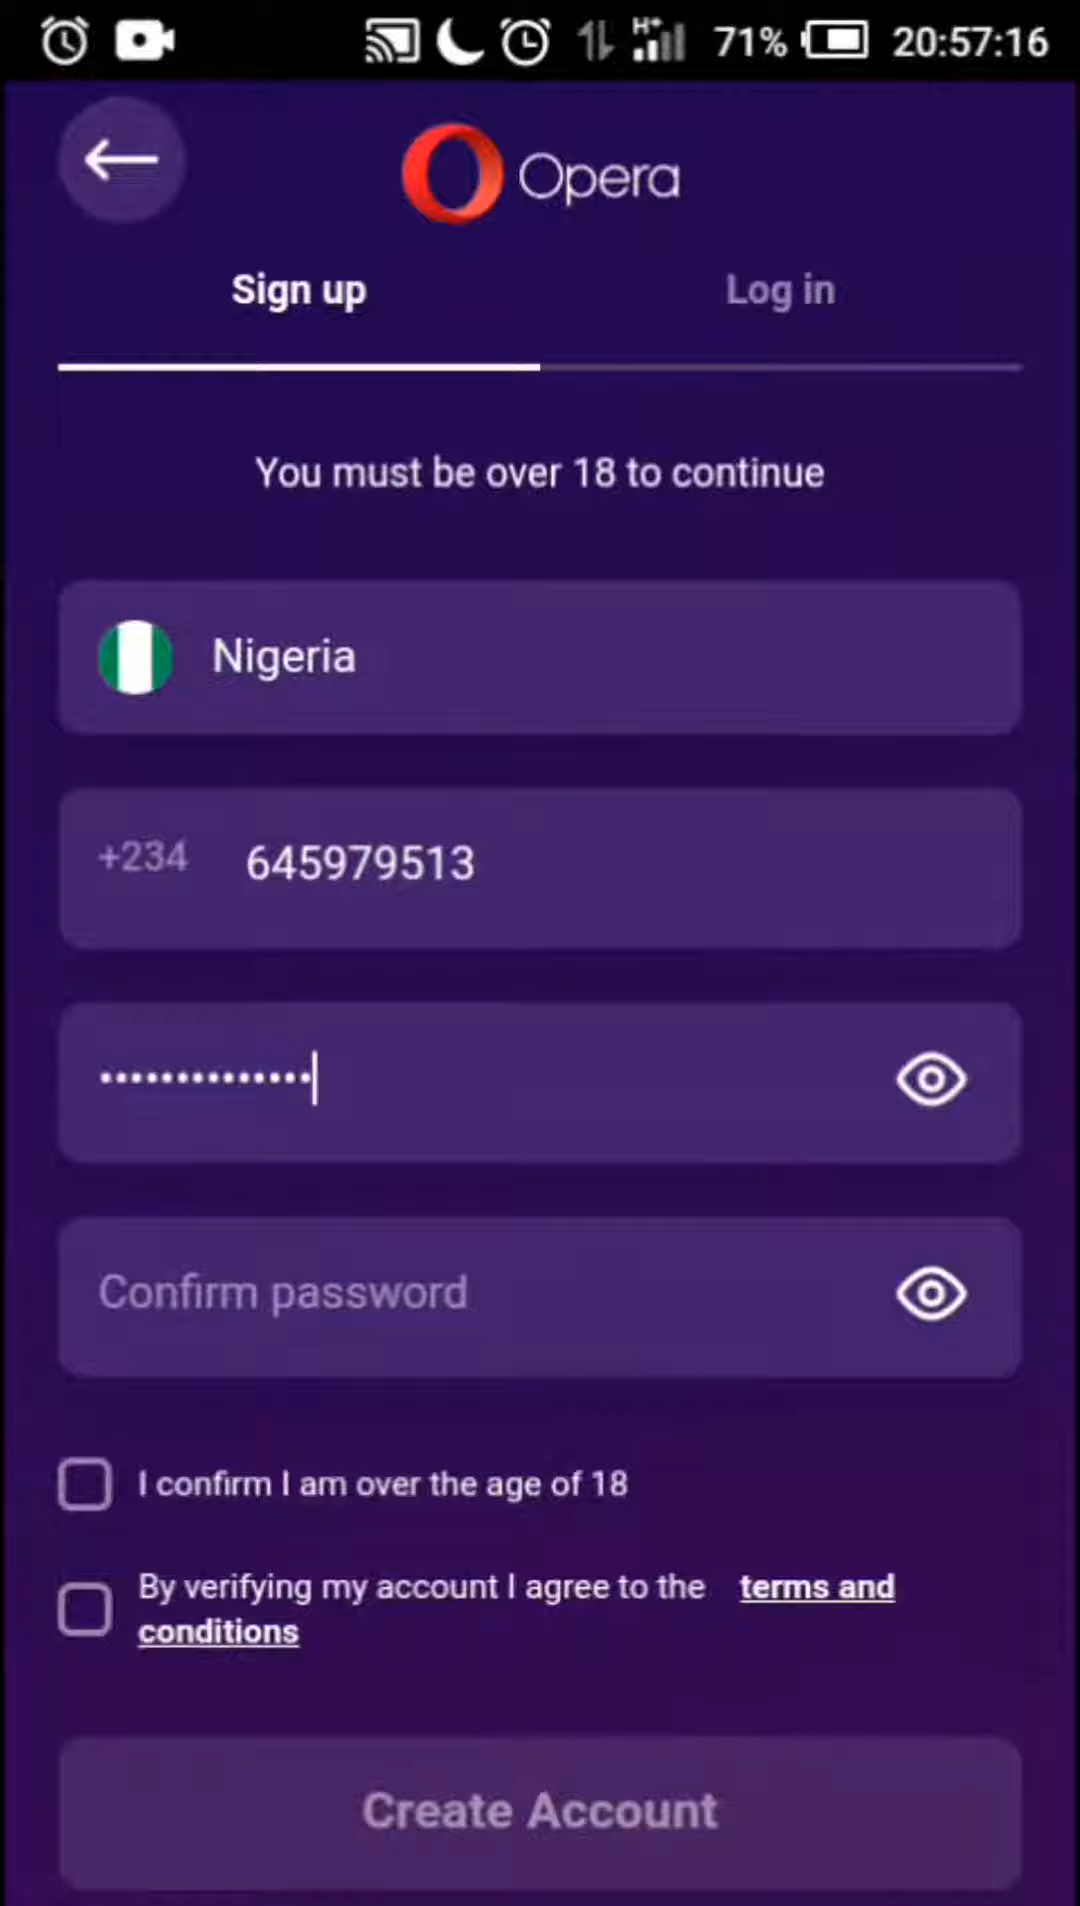 H+ 71% 20:57:16
Opera
Sign up Log in
You must be over 18 to continue
Nigeria
+234 645979513
••••••••••••••
Confirm password
I confirm I am over the age of 18
By verifying my account I agree to the terms and
conditions
Create Account